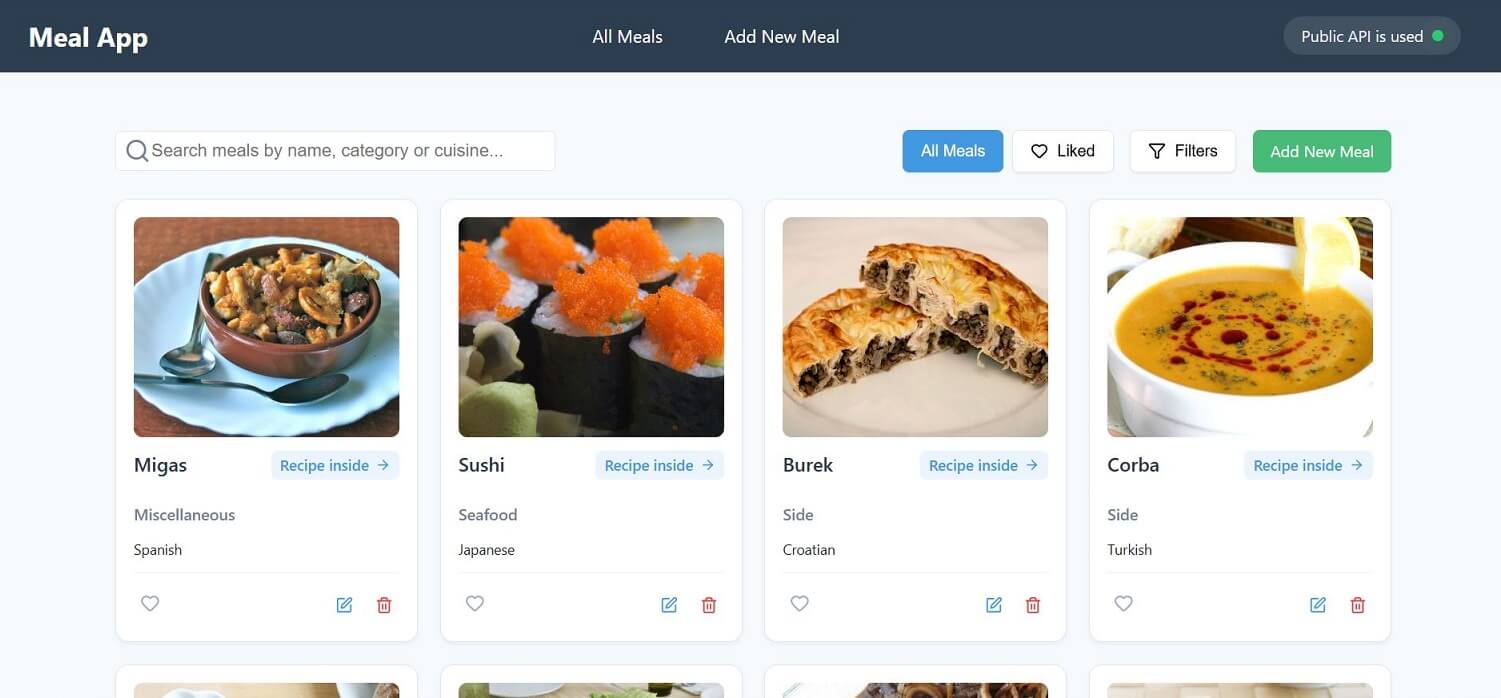 Meal App
All Meals
Add New Meal
Public API is used
Search meals by name, category or cuisine...
All Meals
Liked
Filters
Add New Meal
Migas
Recipe inside →
Miscellaneous
Spanish
Sushi
Recipe inside →
Seafood
Japanese
Burek
Recipe inside →
Side
Croatian
Corba
Recipe inside →
Side
Turkish